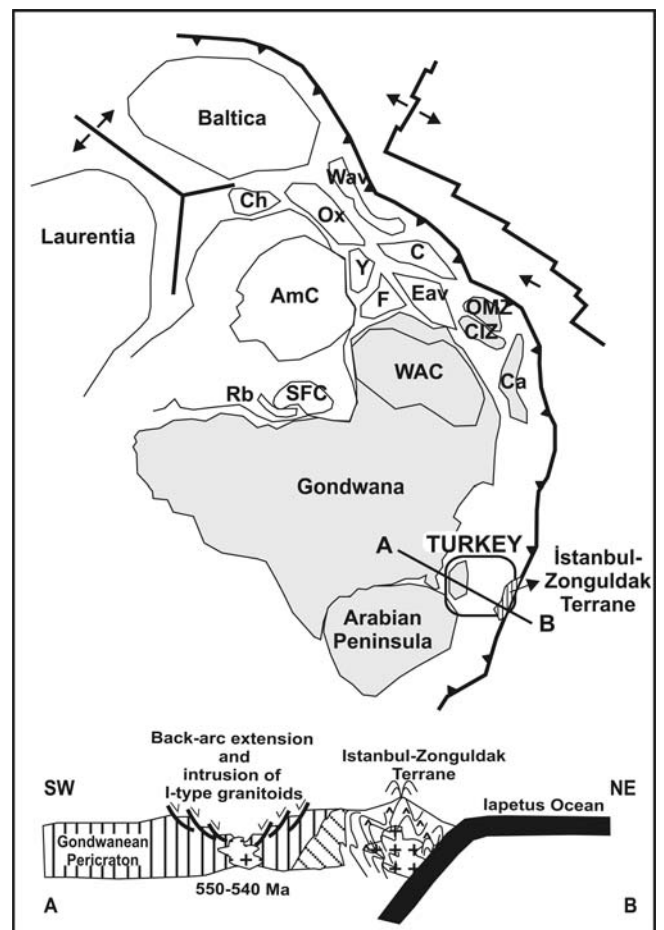 Baltica
Wav
Ch
Ox
Laurentia
C
Y
AmC
F
Eav
OMZ
CIZ
WAC
Ca
Rb
SFC
Gondwana
A
TURKEY
İstanbul-
Zonguldak
Terrane
B
Arabian
Peninsula
Back-arc extension
and
intrusion of
I-type granitoids
Istanbul-Zonguldak
Terrane
SW
NE
Iapetus Ocean
Gondwanean
Pericraton
550-540 Ma
A
B